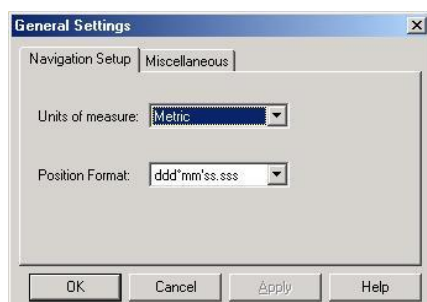 General Settings
Navigation Setup Miscellaneous
Units of measure: Metric
Position Format: ddd°mm'ss.sss
OK Cancel Apply Help